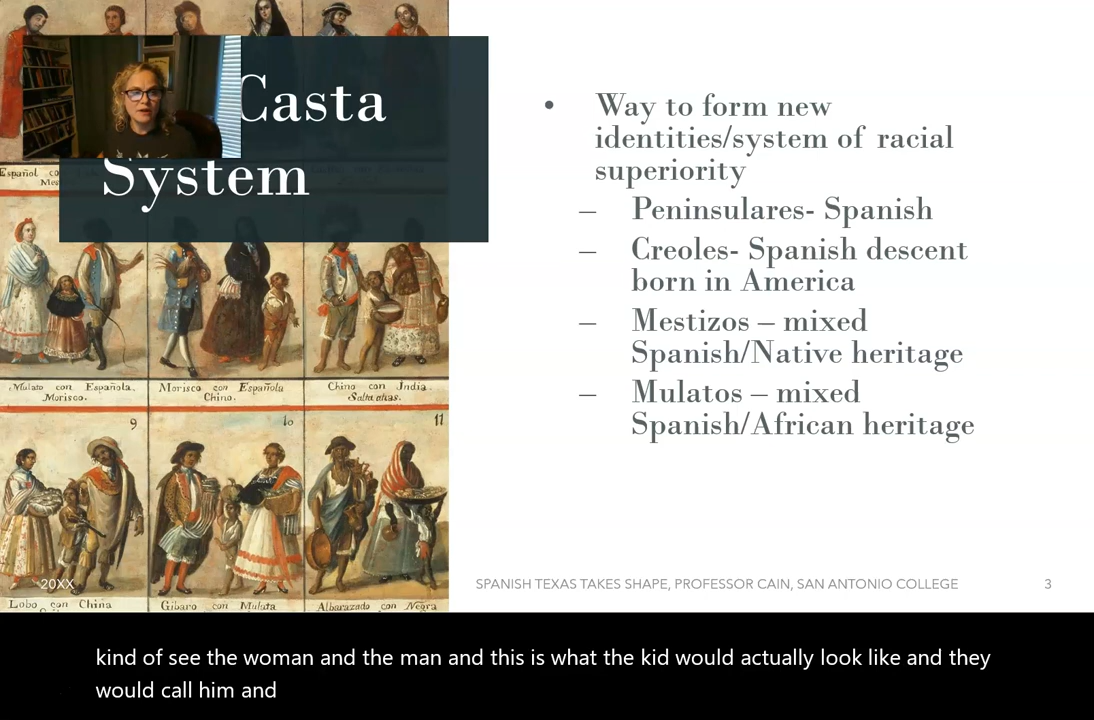 Casta
System
• Way to form new
identities/system of racial
superiority
– Peninsulares- Spanish
– Creoles- Spanish descent
born in America
– Mestizos – mixed
Spanish/Native heritage
– Mulatos – mixed
Spanish/African heritage
Español co
Mes
Mulato con Española.
Morisco.
Morisco con Española
Chino.
Chino con India.
Salta atras.
9
10
11
Lobo con China
Gibaro con Mulata
Albarazado con Negra
20XX
SPANISH TEXAS TAKES SHAPE, PROFESSOR CAIN, SAN ANTONIO COLLEGE
3
kind of see the woman and the man and this is what the kid would actually look like and they
would call him and